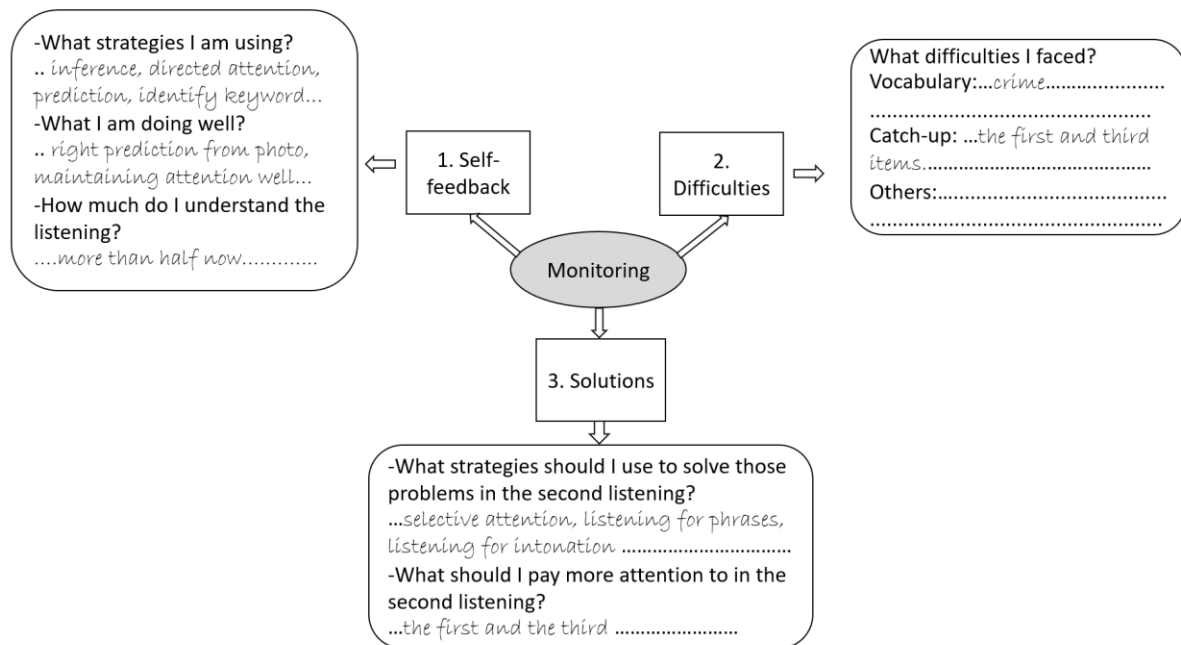 -What strategies I am using?
.. inference, directed attention,
prediction, identify keyword...
-What I am doing well?
.. right prediction from photo,
maintaining attention well...
-How much do I understand the
listening?
....more than half now.............
1. Self-
feedback
2.
Difficulties
What difficulties I faced?
Vocabulary:...crime......................
..................................................
Catch-up: ...the first and third
items..........................................
Others:.......................................
....................................................
Monitoring
3. Solutions
-What strategies should I use to solve those
problems in the second listening?
...selective attention, listening for phrases,
listening for intonation ..............................
-What should I pay more attention to in the
second listening?
...the first and the third ......................